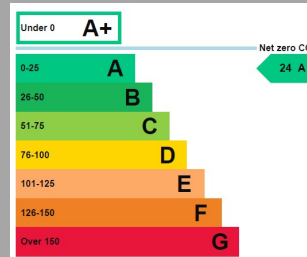 Under 0 A+
Net zero CO
0-25 A 24 A
26-50 B
51-75 C
76-100 D
101-125 E
126-150 F
Over 150 G